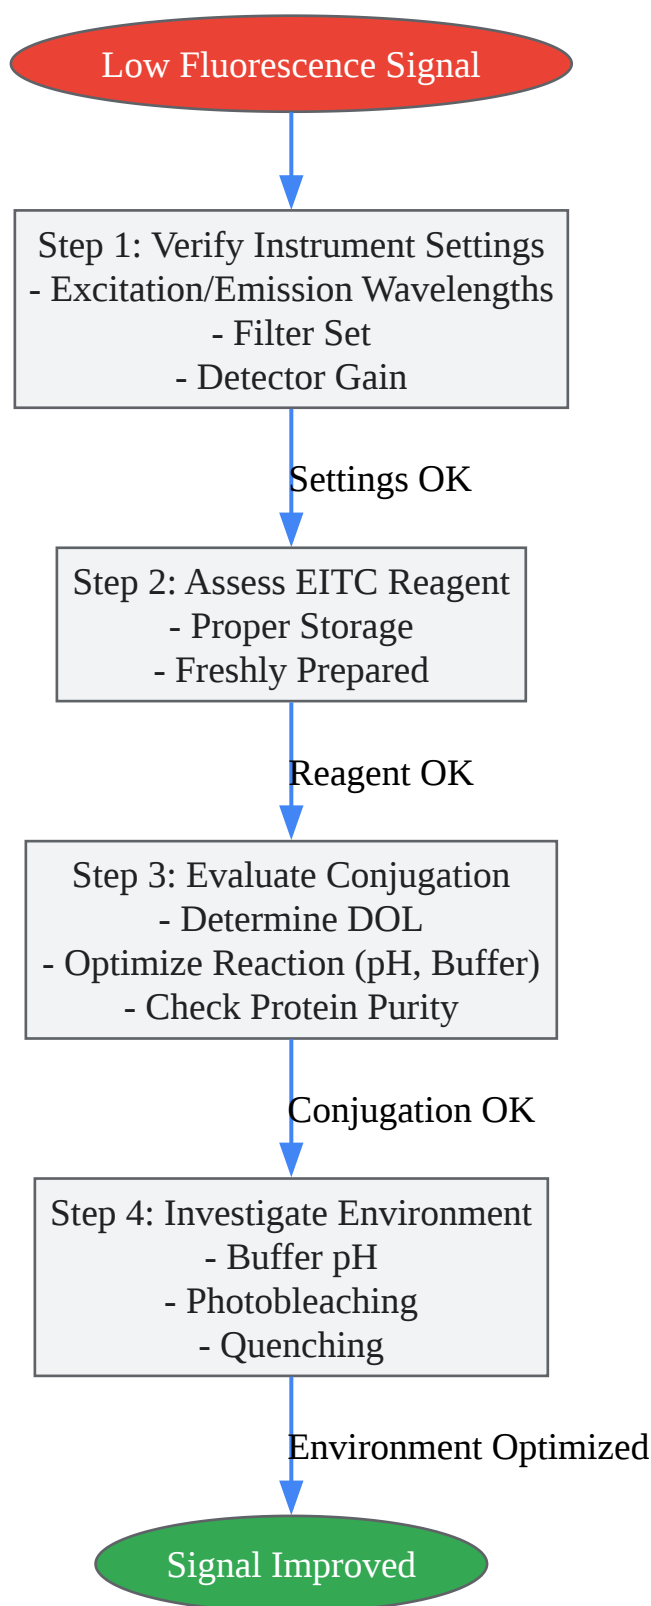 Low Fluorescence Signal
Step 1: Verify Instrument Settings
- Excitation/Emission Wavelengths
- Filter Set
- Detector Gain
Settings OK
Step 2: Assess EITC Reagent
- Proper Storage
- Freshly Prepared
Reagent OK
Step 3: Evaluate Conjugation
- Determine DOL
- Optimize Reaction (pH, Buffer)
- Check Protein Purity
Conjugation OK
Step 4: Investigate Environment
- Buffer pH
- Photobleaching
- Quenching
Environment Optimized
Signal Improved